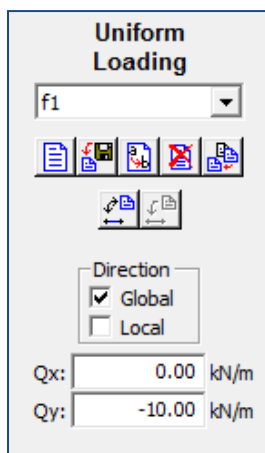 Uniform
Loading
f1
a
b
Direction
Global
Local
Qx: 0.00 kN/m
Qy: -10.00 kN/m